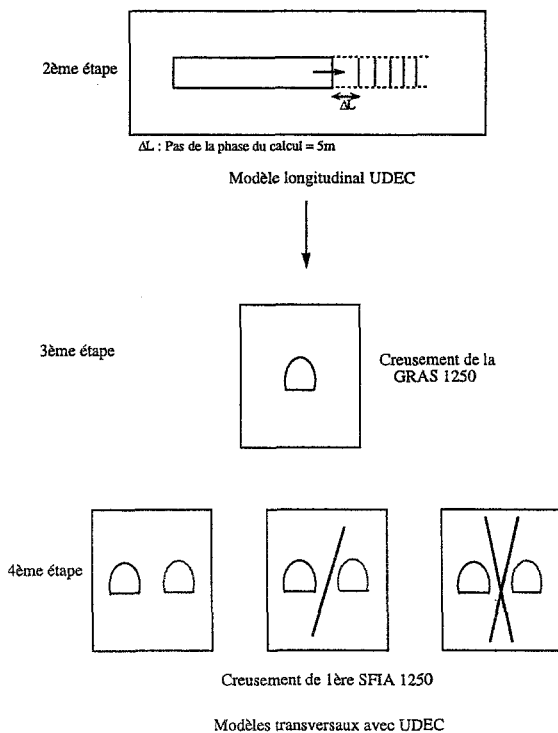 2ème étape
ΔL
ΔL : Pas de la phase du calcul = 5m
Modèle longitudinal UDEC
3ème étape
Creusement de la
GRAS 1250
4ème étape
Creusement de 1ère SFIA 1250
Modèles transversaux avec UDEC